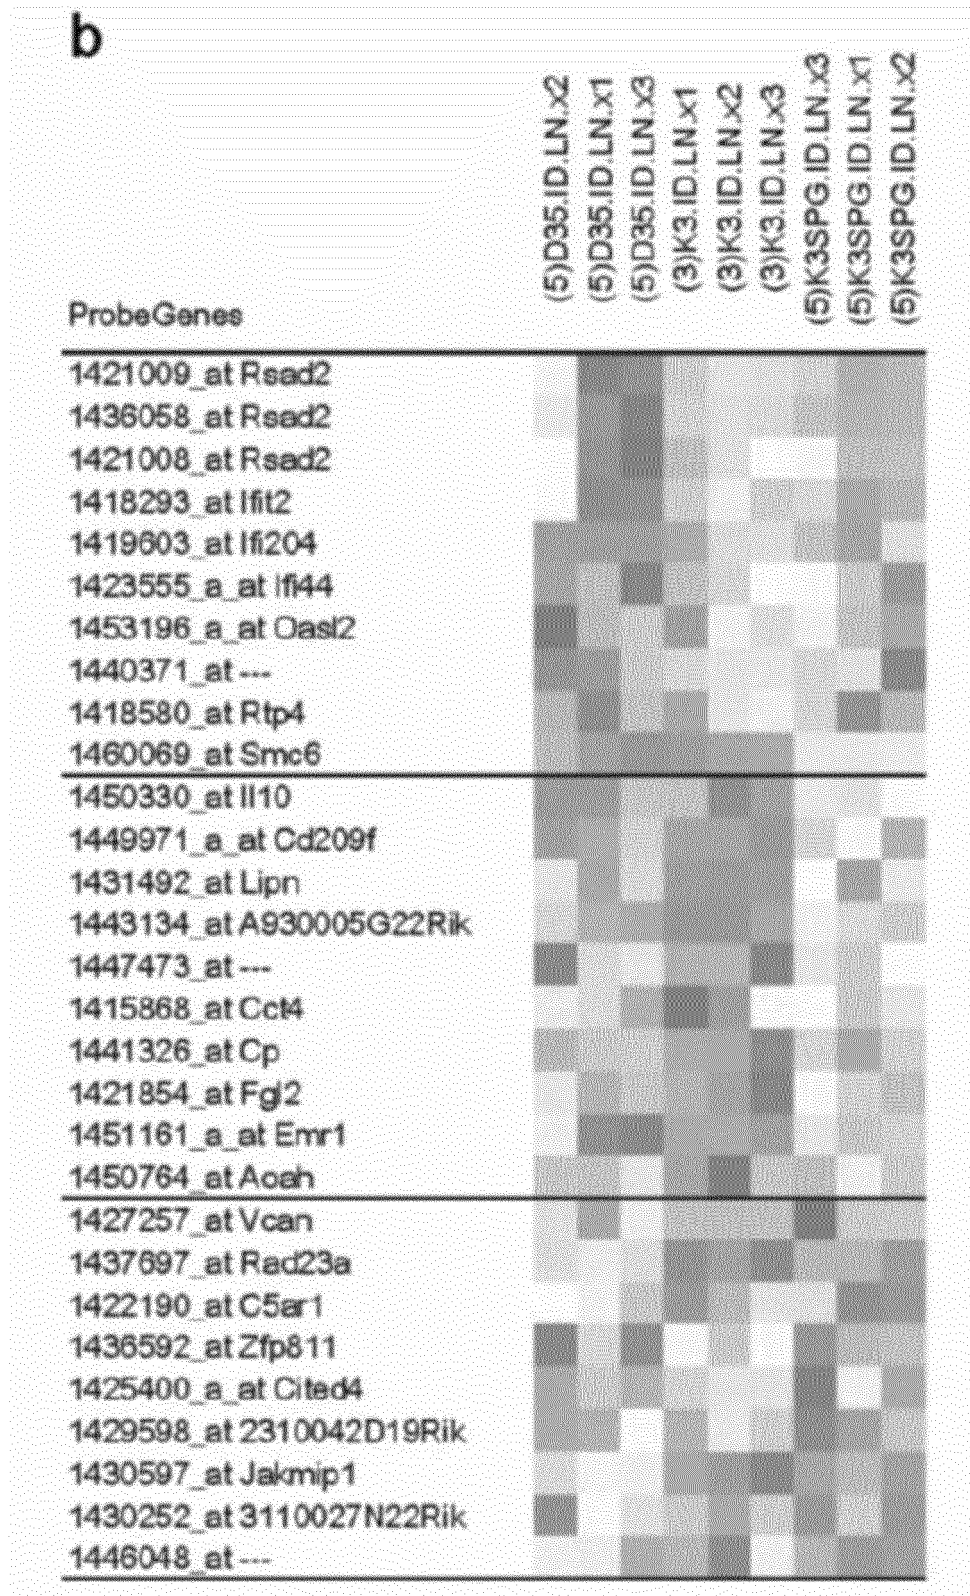 b
(5)D35.ID.LN.x2
(5)D35.ID.LN.x1
(5)D35.ID.LN.x3
(3)K3.ID.LN.x1
(3)K3.ID.LN.x2
(3)K3.ID.LN.x3
(5)K3SPG.ID.LN.x3
(5)K3SPG.ID.LN.x1
(5)K3SPG.ID.LN.x2
ProbeGenes
1421009_at Rsad2
1436058_at Rsad2
1421008_at Rsad2
1418293_at Ifit2
1419603_at Ifi204
1423555_a_at Ifi44
1453196_a_at Oasl2
1440371_at ---
1418580_at Rtp4
1460069_at Smc6
1450330_at Il10
1449971_a_at Cd209f
1431492_at Lipn
1443134_at A930005G22Rik
1447473_at ---
1415868_at Cct4
1441326_at Cp
1421854_at Fgl2
1451161_a_at Emr1
1450764_at Aoah
1427257_at Vcan
1437697_at Rad23a
1422190_at C5ar1
1436592_at Zfp811
1425400_a_at Cited4
1429598_at 2310042D19Rik
1430597_at Jakmip1
1430252_at 3110027N22Rik
1446048_at ---